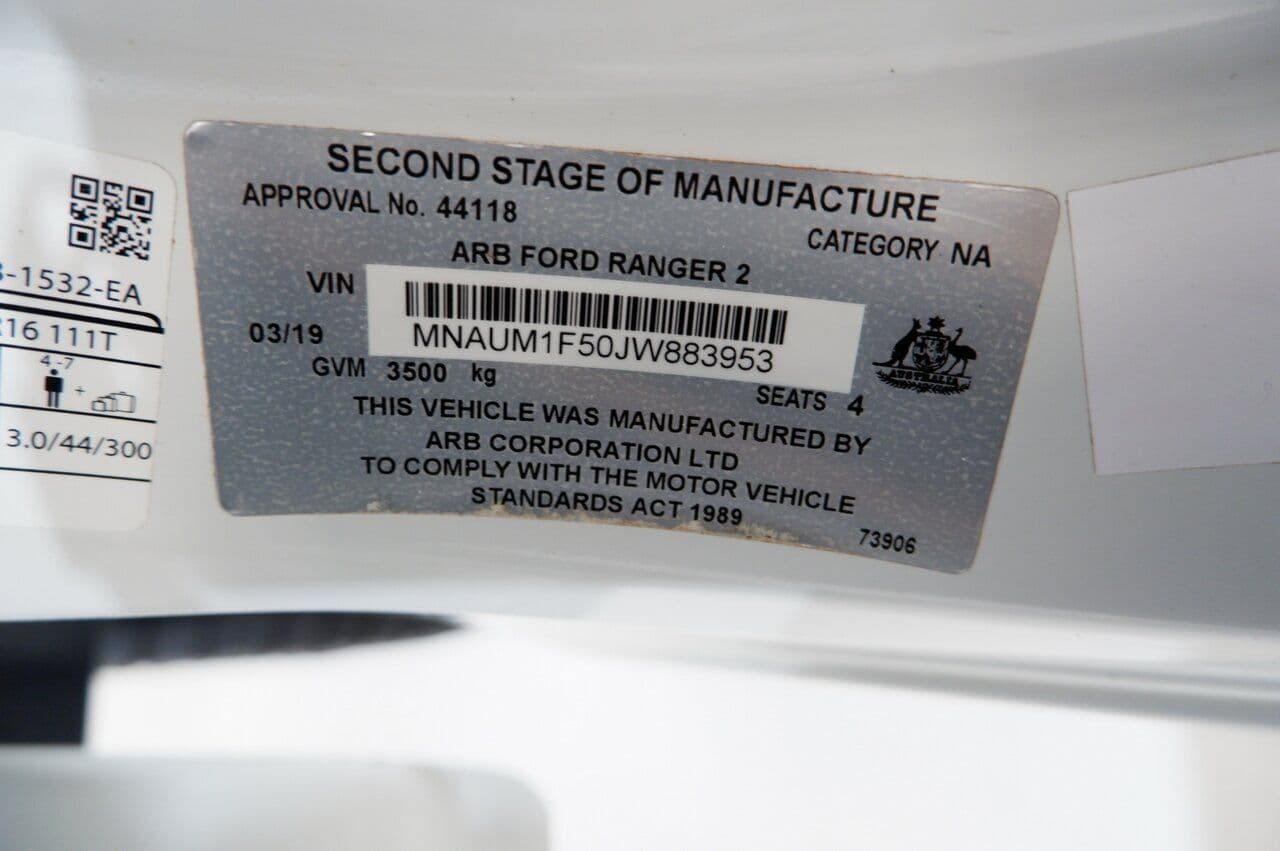 SECOND STAGE OF MANUFACTURE
APPROVAL No. 44118
CATEGORY NA
ARB FORD RANGER 2
VIN
MNAUM1F50JW883953
03/19
GVM 3500 kg
SEATS 4
AUSTRALIA
THIS VEHICLE WAS MANUFACTURED BY
ARB CORPORATION LTD
TO COMPLY WITH THE MOTOR VEHICLE
STANDARDS ACT 1989
73906
-1532-EA
16 111T
4.-7
+
3.0/44/300